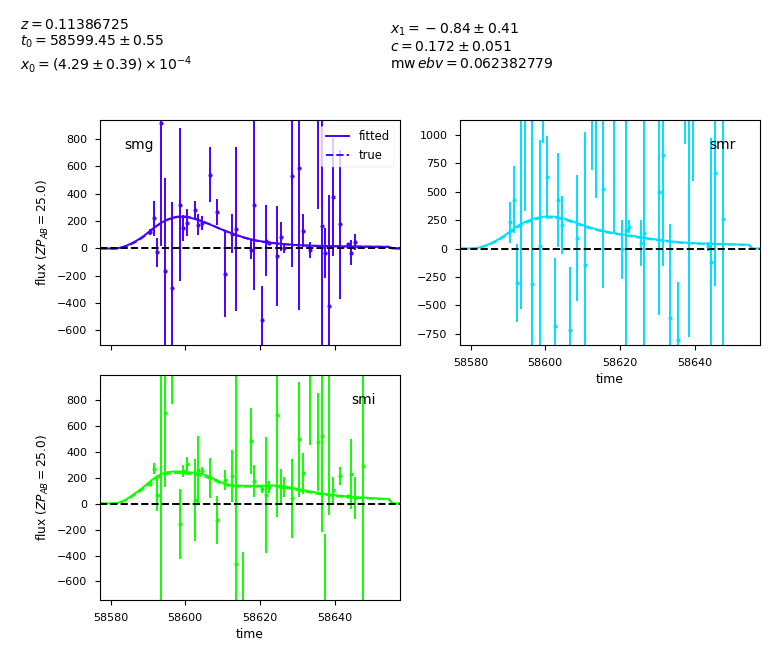 z = 0.11386725
t₀ = 58599.45 ± 0.55
x₀ = (4.29 ± 0.39) × 10⁻⁴
x₁ = −0.84 ± 0.41
c = 0.172 ± 0.051
mw ebv = 0.062382779
smg
fitted
true
800
600
400
200
0
−200
−400
−600
flux (ZP_AB = 25.0)
smr
1000
750
500
250
0
−250
−500
−750
58580 58600 58620 58640
time
smi
800
600
400
200
0
−200
−400
−600
flux (ZP_AB = 25.0)
58580 58600 58620 58640
time